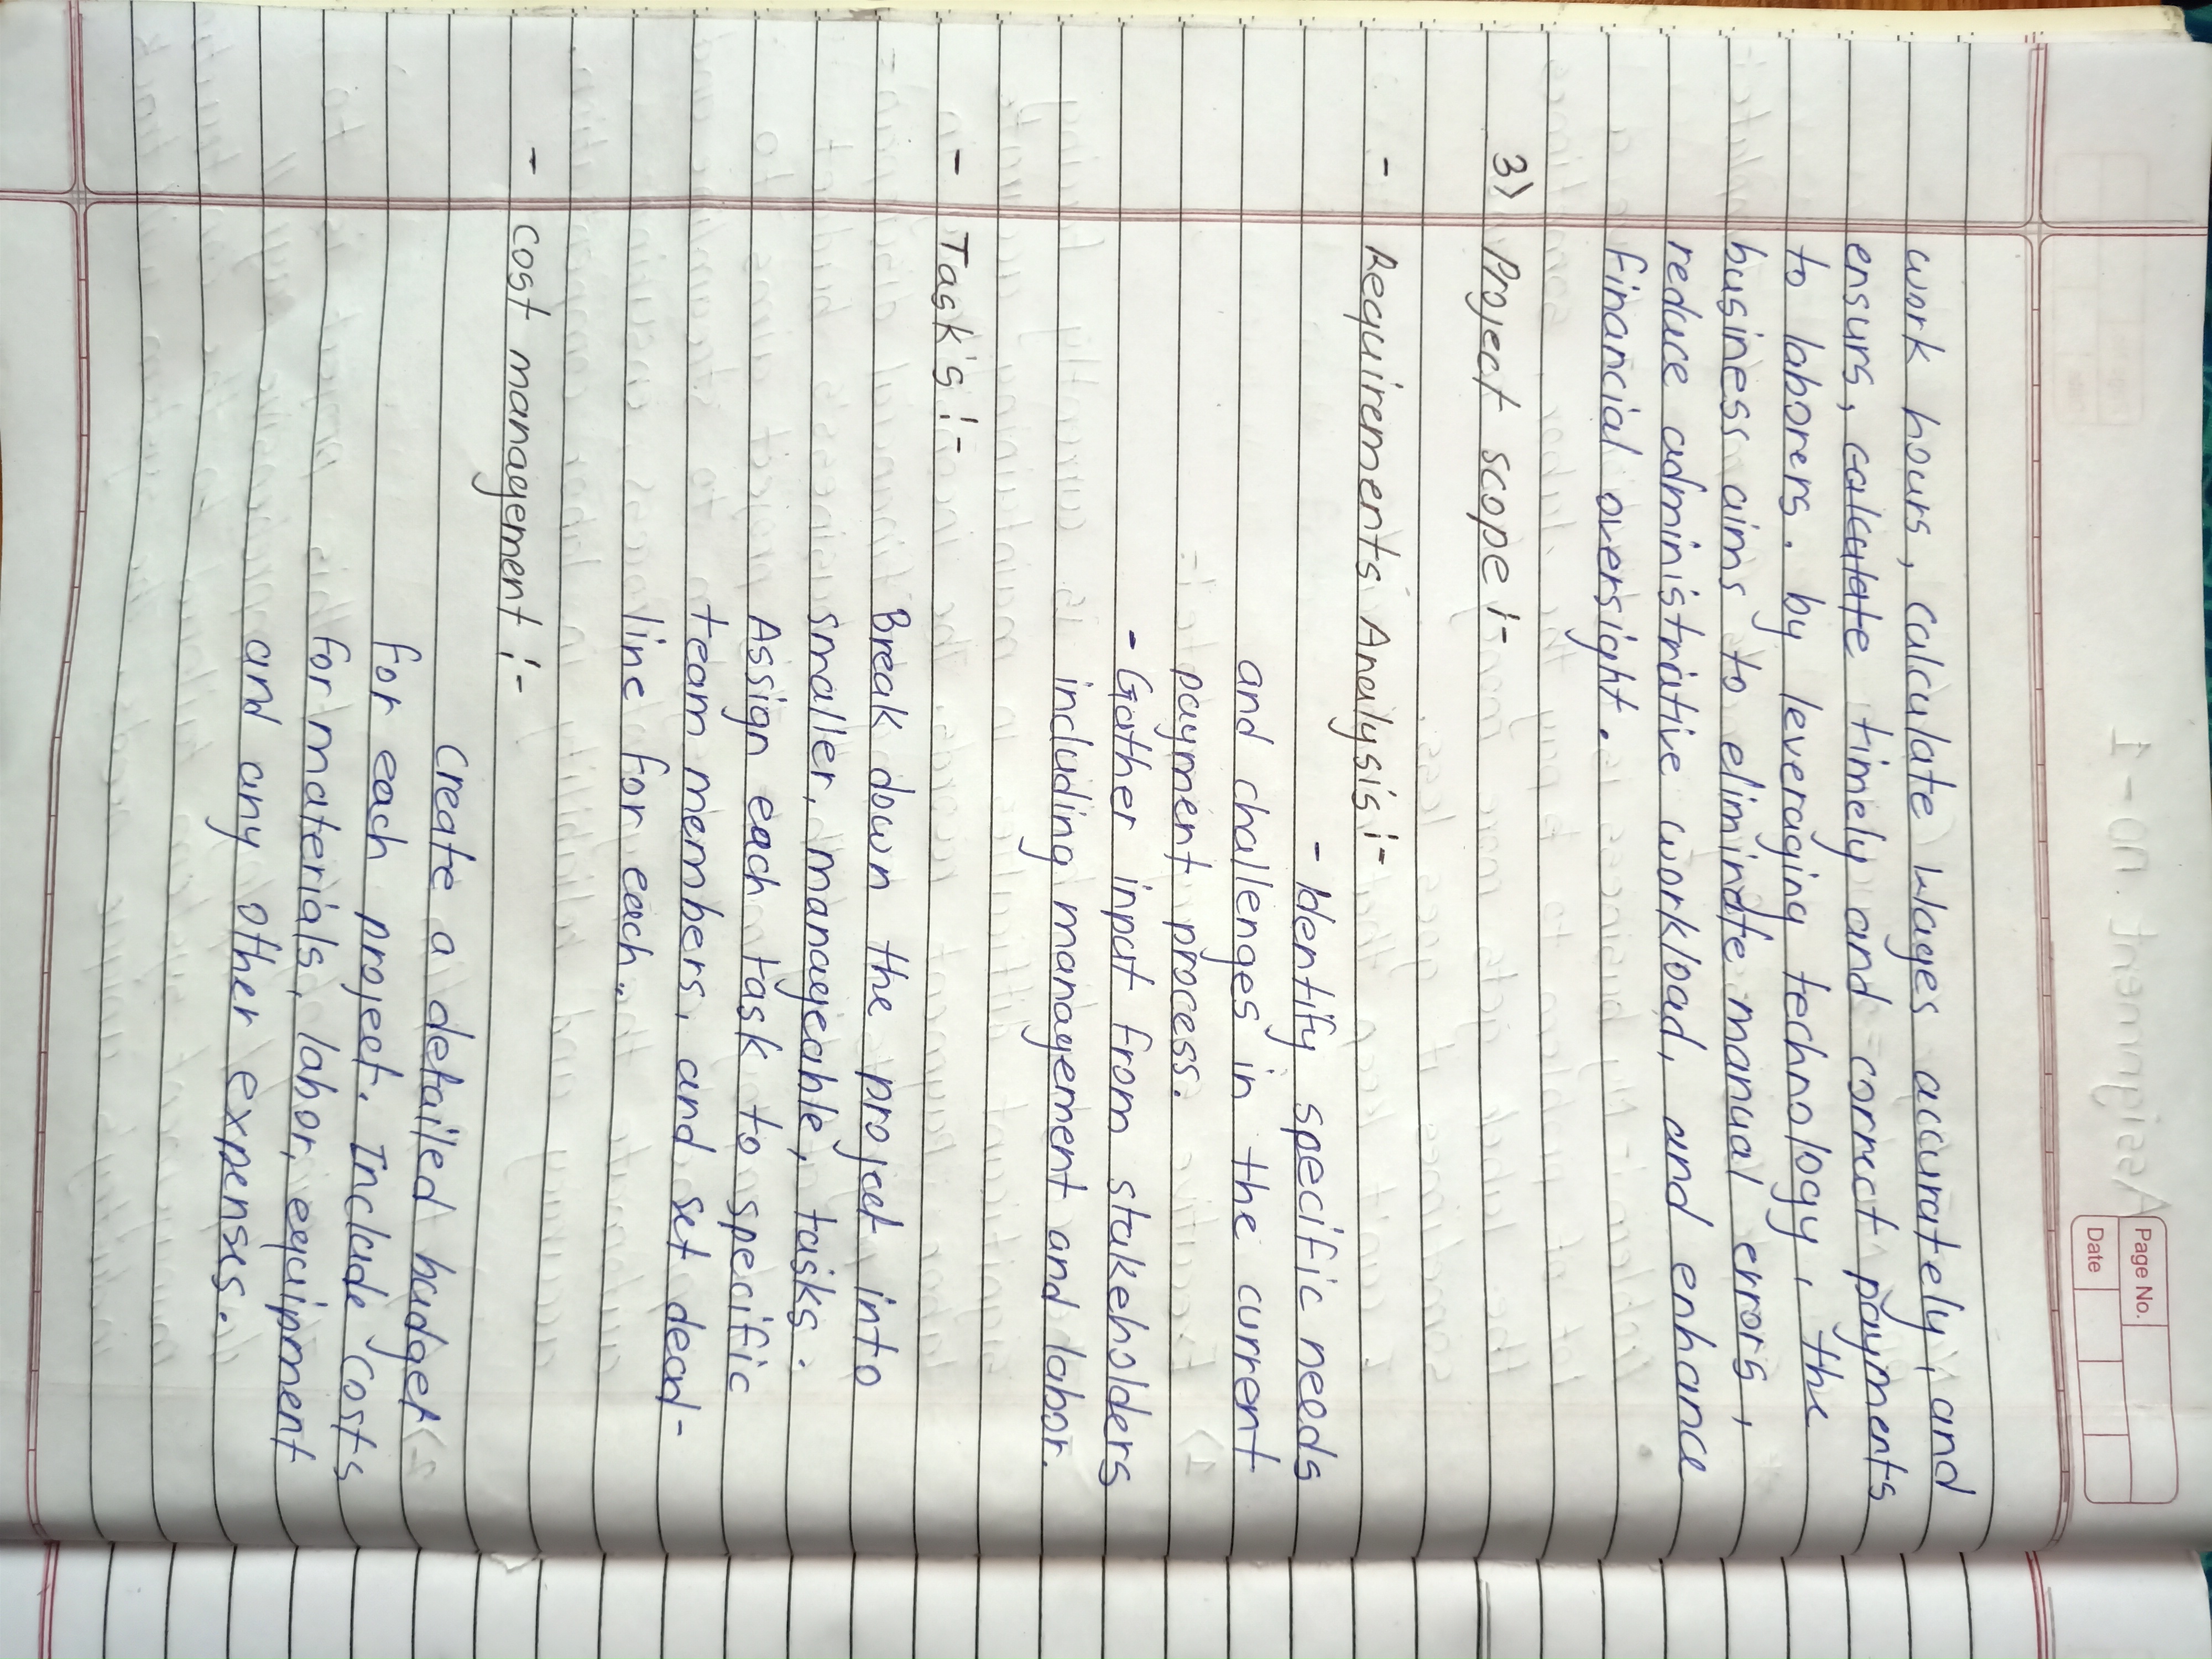 Page No.
Date
work hours, calculate wages accurately, and
ensurs, calculate timely and correct payments
to laborers. by leveraging technology, the
business aims to eliminate manual errors,
reduce administrative workload, and enhance
financial oversight.
3) Project scope :-
- Requirements Analysis :-
- Identify specific needs
and challenges in the current
payment process.
- Gather input from stakeholders
including management and labor.
- Task's :-
Break down the project into
smaller, manageable, tasks.
Assign each task to specific
team members, and set dead-
line for each..
- cost management :-
create a detailed budget
for each project. Include costs
for materials, labor, equipment
and any other expenses.